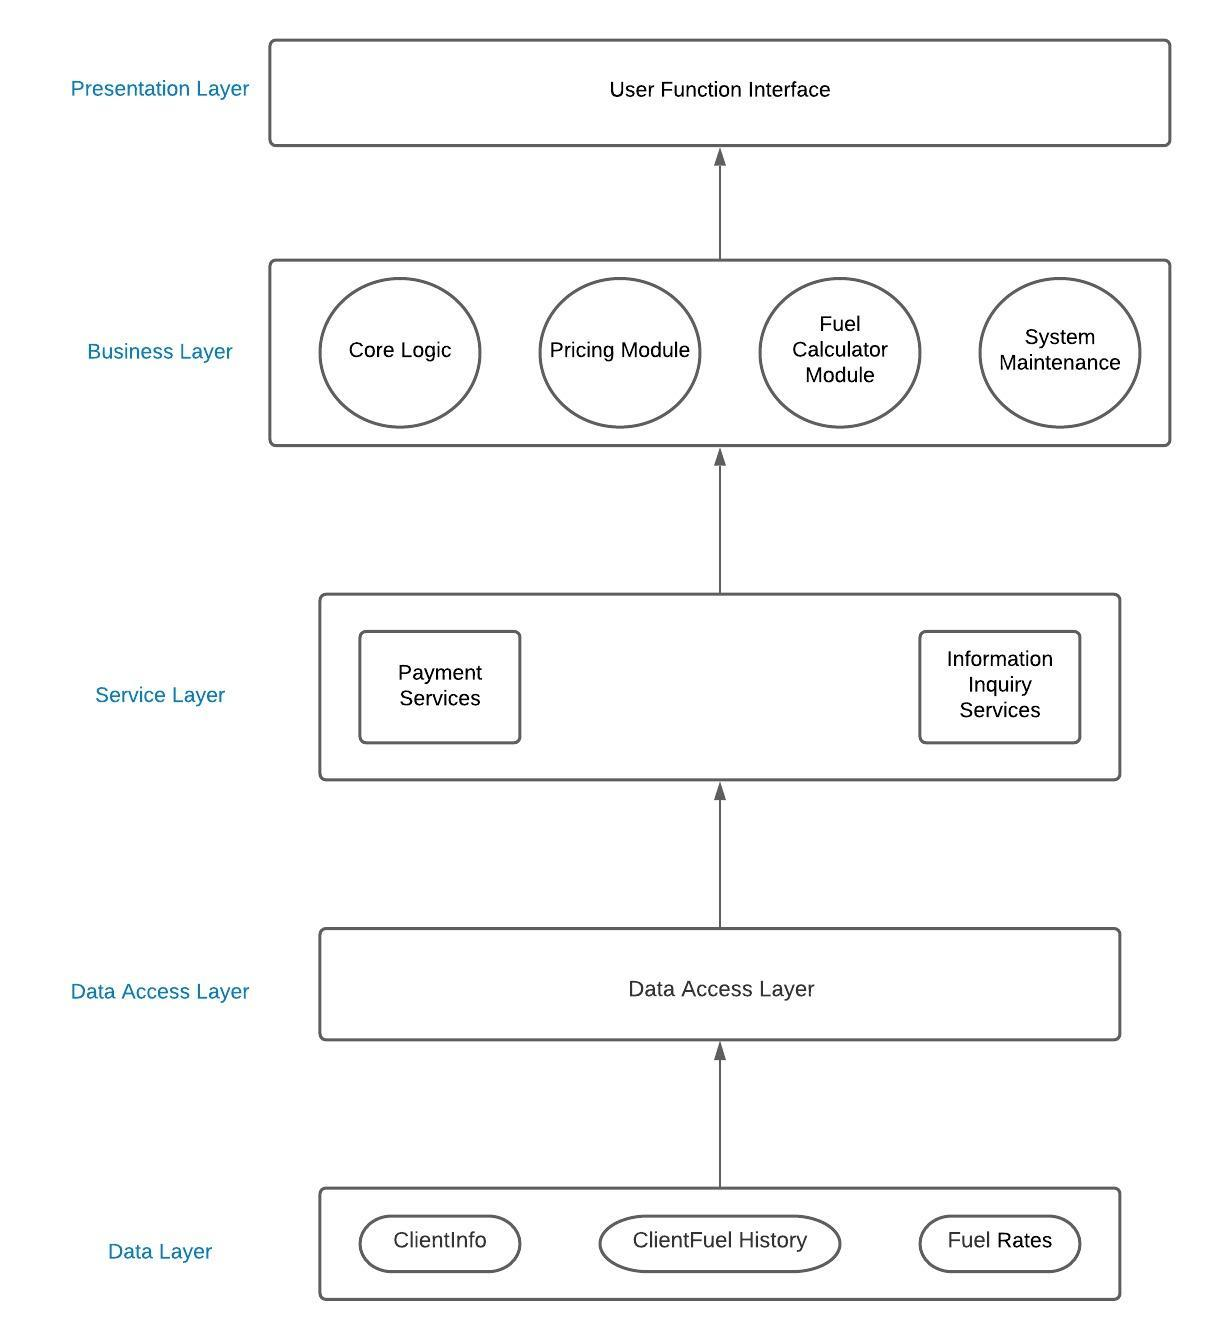 Presentation Layer
User Function Interface
Business Layer
Core Logic
Pricing Module
Fuel
Calculator
Module
System
Maintenance
Service Layer
Payment
Services
Information
Inquiry
Services
Data Access Layer
Data Access Layer
Data Layer
ClientInfo
ClientFuel History
Fuel Rates